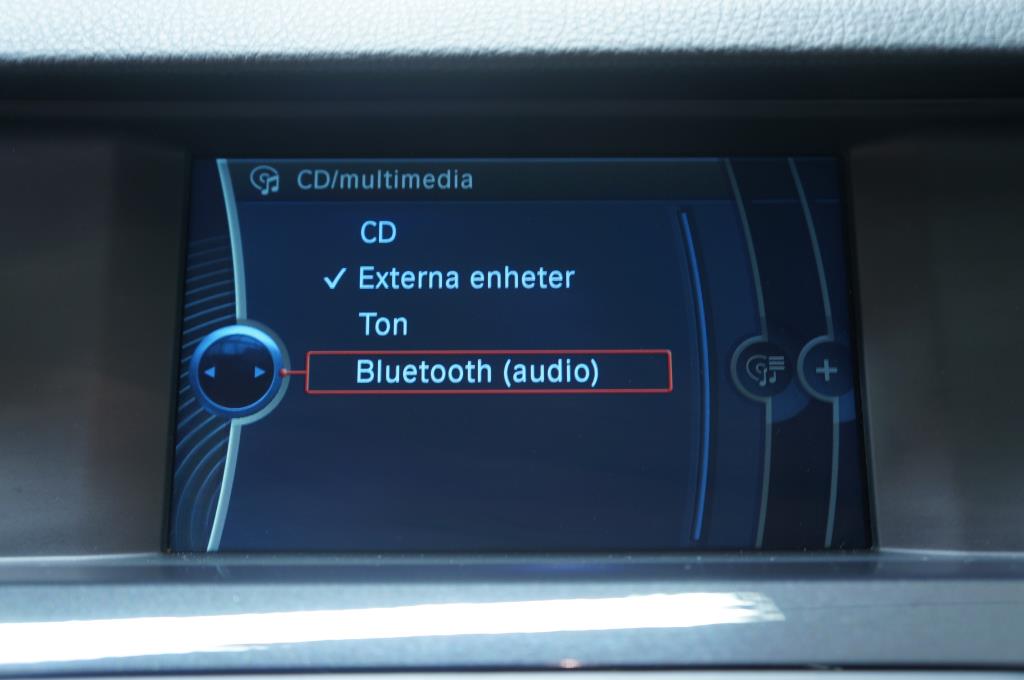 CD/multimedia
CD
Externa enheter
Ton
Bluetooth (audio)